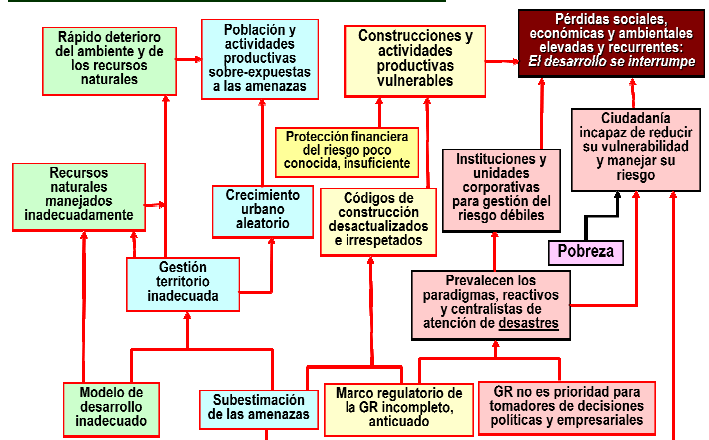 Rápido deterioro
del ambiente y de
los recursos
naturales
Población y
actividades
productivas
sobre-expuestas
a las amenazas
Construcciones y
actividades
productivas
vulnerables
Pérdidas sociales,
económicas y ambientales
elevadas y recurrentes:
El desarrollo se interrumpe
Protección financiera
del riesgo poco
conocida, insuficiente
Ciudadanía
incapaz de reducir
su vulnerabilidad
y manejar su
riesgo
Recursos
naturales
manejados
inadecuadamente
Crecimiento
urbano
aleatorio
Códigos de
construcción
desactualizados
e irrespetados
Instituciones y
unidades
corporativas
para gestión del
riesgo débiles
Pobreza
Gestión
territorio
inadecuada
Prevalecen los
paradigmas, reactivos
y centralistas de
atención de desastres
Modelo de
desarrollo
inadecuado
Subestimación
de las amenazas
Marco regulatorio de
la GR incompleto,
anticuado
GR no es prioridad para
tomadores de decisiones
políticas y empresariales